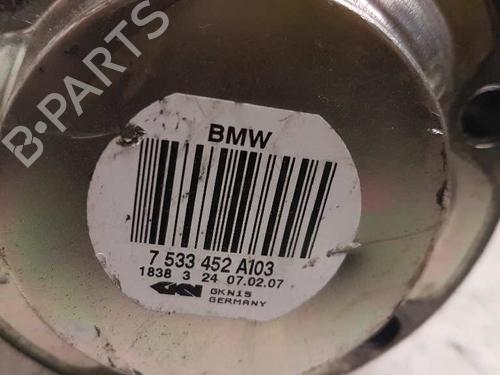 B-PARTS
BMW
7 533 452 A103
1838 3 24 07.02.07
GKN
GKN15
GERMANY